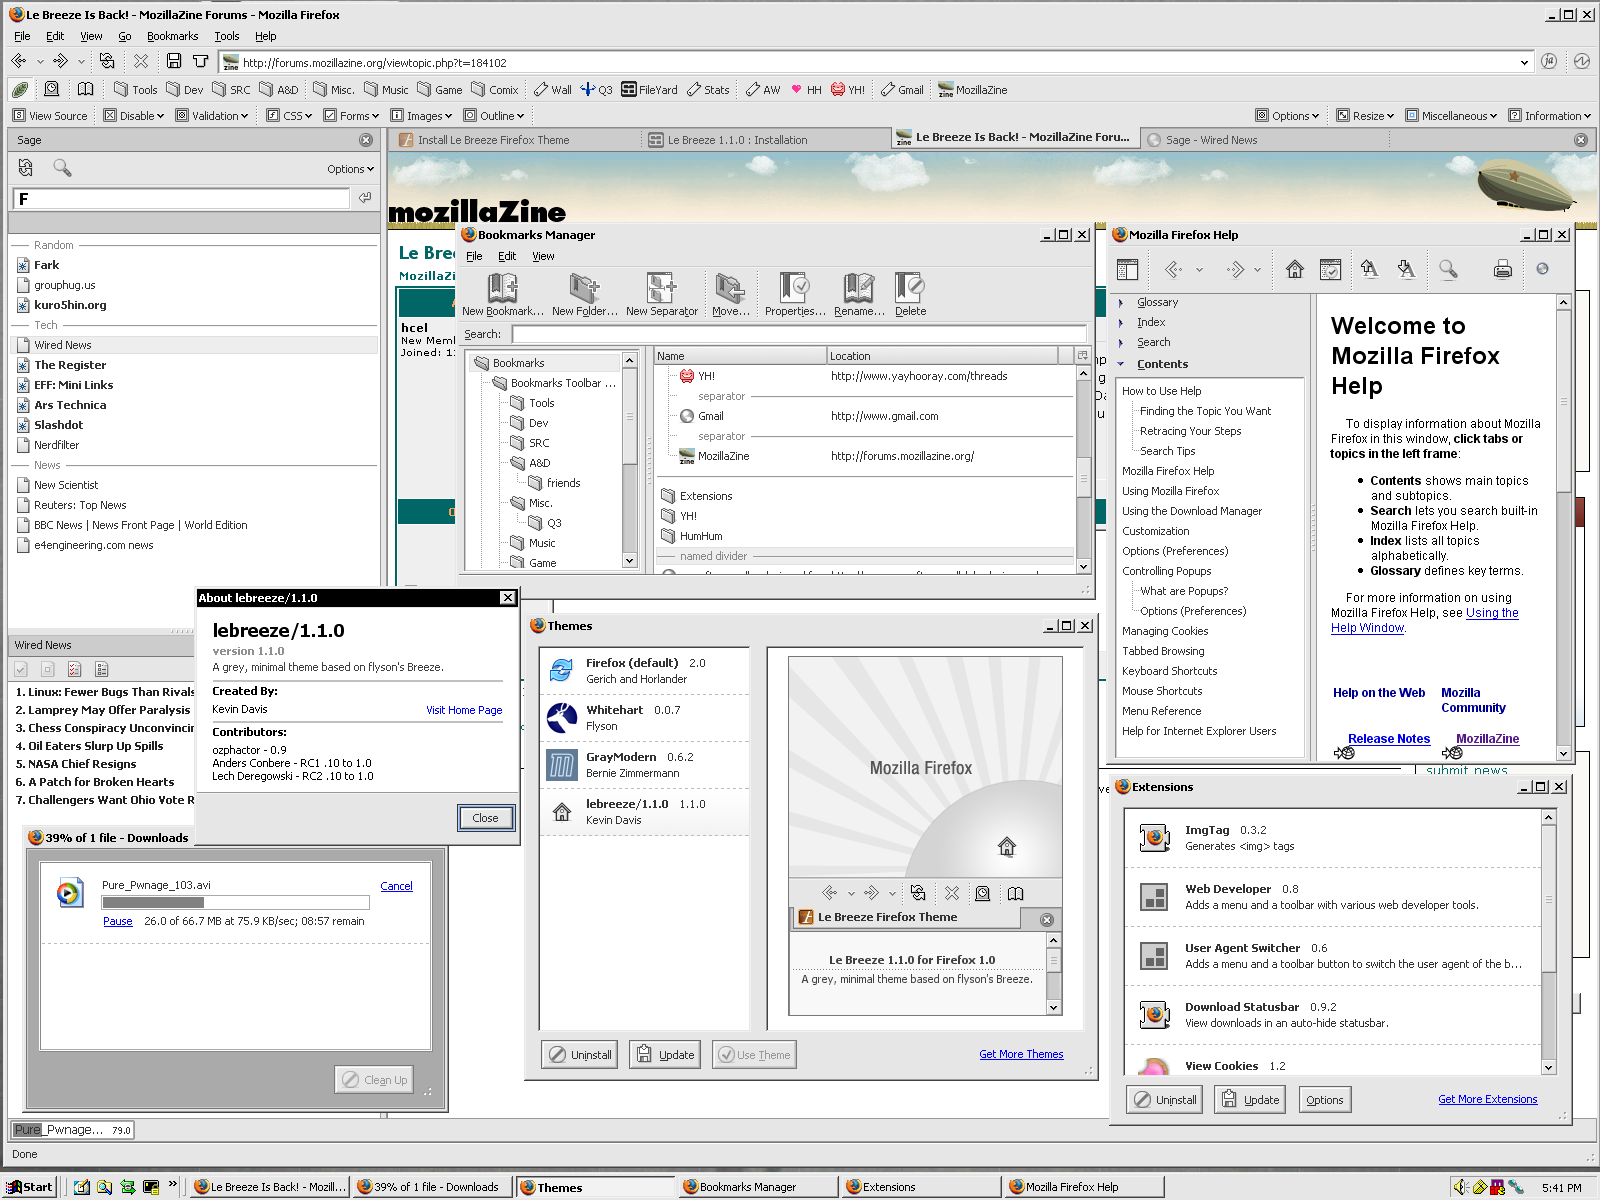 Le Breeze Is Back! - MozillaZine Forums - Mozilla Firefox
File Edit View Go Bookmarks Tools Help
http://forums.mozillazine.org/viewtopic.php?t=184102
Tools Dev SRC A&D Misc. Music Game Comix Wall Q3 FileYard Stats AW HH YH! Gmail MozillaZine
View Source Disable Validation CSS Forms Images Outline Options Resize Miscellaneous Information
Sage
Install Le Breeze Firefox Theme
Le Breeze 1.1.0 : Installation
Le Breeze Is Back! - MozillaZine Foru...
Sage - Wired News
Options
F
Random
Fark
grouphug.us
kuro5hin.org
Tech
Wired News
The Register
EFF: Mini Links
Ars Technica
Slashdot
Nerdfilter
News
New Scientist
Reuters: Top News
BBC News | News Front Page | World Edition
e4engineering.com news
Wired News
1. Linux: Fewer Bugs Than Rivals
2. Lamprey May Offer Paralysis
3. Chess Conspiracy Unconvincin
4. Oil Eaters Slurp Up Spills
5. NASA Chief Resigns
6. A Patch for Broken Hearts
7. Challengers Want Ohio Vote R
mozillaZine
Le Bree
MozillaZi
hcel
New Memb
Joined: 1
Bookmarks Manager
File Edit View
New Bookmark... New Folder... New Separator Move... Properties... Rename... Delete
Search:
Bookmarks
Bookmarks Toolbar ...
Tools
Dev
SRC
A&D
friends
Misc.
Q3
Music
Game
Name Location
YH! http://www.yayhooray.com/threads
separator
Gmail http://www.gmail.com
separator
MozillaZine http://forums.mozillazine.org/
Extensions
YH!
HumHum
named divider
Mozilla Firefox Help
Glossary
Index
Search
Contents
How to Use Help
Finding the Topic You Want
Retracing Your Steps
Search Tips
Mozilla Firefox Help
Using Mozilla Firefox
Using the Download Manager
Customization
Options (Preferences)
Controlling Popups
What are Popups?
Options (Preferences)
Managing Cookies
Tabbed Browsing
Keyboard Shortcuts
Mouse Shortcuts
Menu Reference
Help for Internet Explorer Users
Welcome to
Mozilla Firefox
Help
To display information about Mozilla
Firefox in this window, click tabs or
topics in the left frame:
• Contents shows main topics
and subtopics.
• Search lets you search built-in
Mozilla Firefox Help.
• Index lists all topics
alphabetically.
• Glossary defines key terms.
For more information on using
Mozilla Firefox Help, see Using the
Help Window.
Help on the Web
Mozilla
Community
Release Notes
MozillaZine
submit news
About lebreeze/1.1.0
lebreeze/1.1.0
version 1.1.0
A grey, minimal theme based on flyson's Breeze.
Created By:
Kevin Davis Visit Home Page
Contributors:
ozphactor - 0.9
Anders Conbere - RC1 .10 to 1.0
Lech Deregowski - RC2 .10 to 1.0
Close
39% of 1 file - Downloads
Pure_Pwnage_103.avi Cancel
Pause 26.0 of 66.7 MB at 75.9 KB/sec; 08:57 remain
Clean Up
Themes
Firefox (default) 2.0
Gerich and Horlander
Whitehart 0.0.7
Flyson
GrayModern 0.6.2
Bernie Zimmermann
lebreeze/1.1.0 1.1.0
Kevin Davis
Mozilla Firefox
Le Breeze Firefox Theme
Le Breeze 1.1.0 for Firefox 1.0
A grey, minimal theme based on flyson's Breeze.
Uninstall Update Use Theme Get More Themes
Extensions
ImgTag 0.3.2
Generates <img> tags
Web Developer 0.8
Adds a menu and a toolbar with various web developer tools.
User Agent Switcher 0.6
Adds a menu and a toolbar button to switch the user agent of the b...
Download Statusbar 0.9.2
View downloads in an auto-hide statusbar.
View Cookies 1.2
Uninstall Update Options Get More Extensions
Pure_Pwnage... 79.0
Done
Start
Le Breeze Is Back! - Mozill...
39% of 1 file - Downloads
Themes
Bookmarks Manager
Extensions
Mozilla Firefox Help
5:41 PM